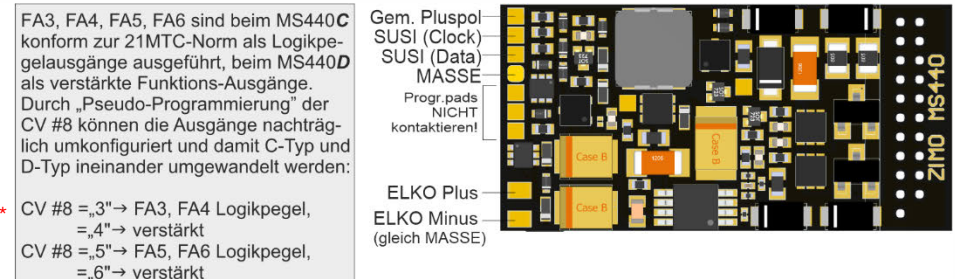 FA3, FA4, FA5, FA6 sind beim MS440C
konform zur 21MTC-Norm als Logikpe-
gelausgänge ausgeführt, beim MS440D
als verstärkte Funktions-Ausgänge.
Durch „Pseudo-Programmierung" der
CV #8 können die Ausgänge nachträg-
lich umkonfiguriert und damit C-Typ und
D-Typ ineinander umgewandelt werden:
* CV #8 =„3"→ FA3, FA4 Logikpegel,
=„4"→ verstärkt
CV #8 =„5"→ FA5, FA6 Logikpegel,
=„6"→ verstärkt
Gem. Pluspol
SUSI (Clock)
SUSI (Data)
MASSE
Progr.pads
NICHT
kontaktieren!
ELKO Plus
ELKO Minus
(gleich MASSE)
Case B
Case B
Case B
ZIMO MS440